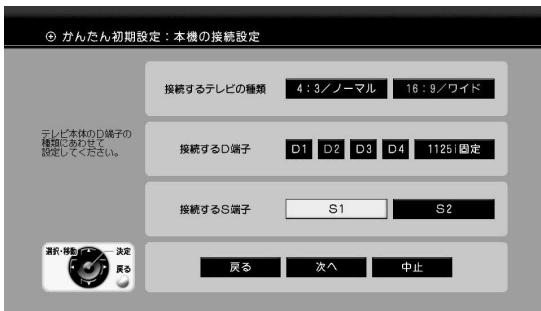 ⊕ かんたん初期設定：本機の接続設定
接続するテレビの種類 4：3／ノーマル 16：9／ワイド
テレビ本体のD端子の
種類にあわせて
設定してください。
接続するD端子 D1 D2 D3 D4 1125i固定
接続するS端子 S1 S2
選択・移動 決定
戻る
戻る 次へ 中止